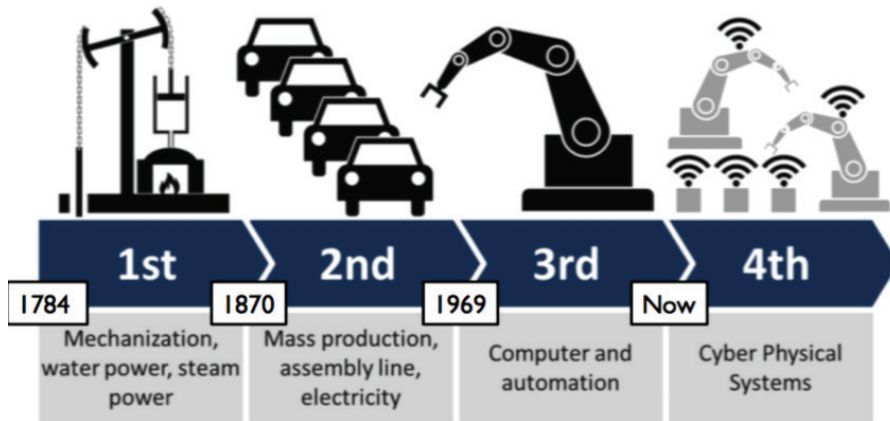 1st
2nd
3rd
4th
1784
1870
1969
Now
Mechanization,
water power, steam
power
Mass production,
assembly line,
electricity
Computer and
automation
Cyber Physical
Systems